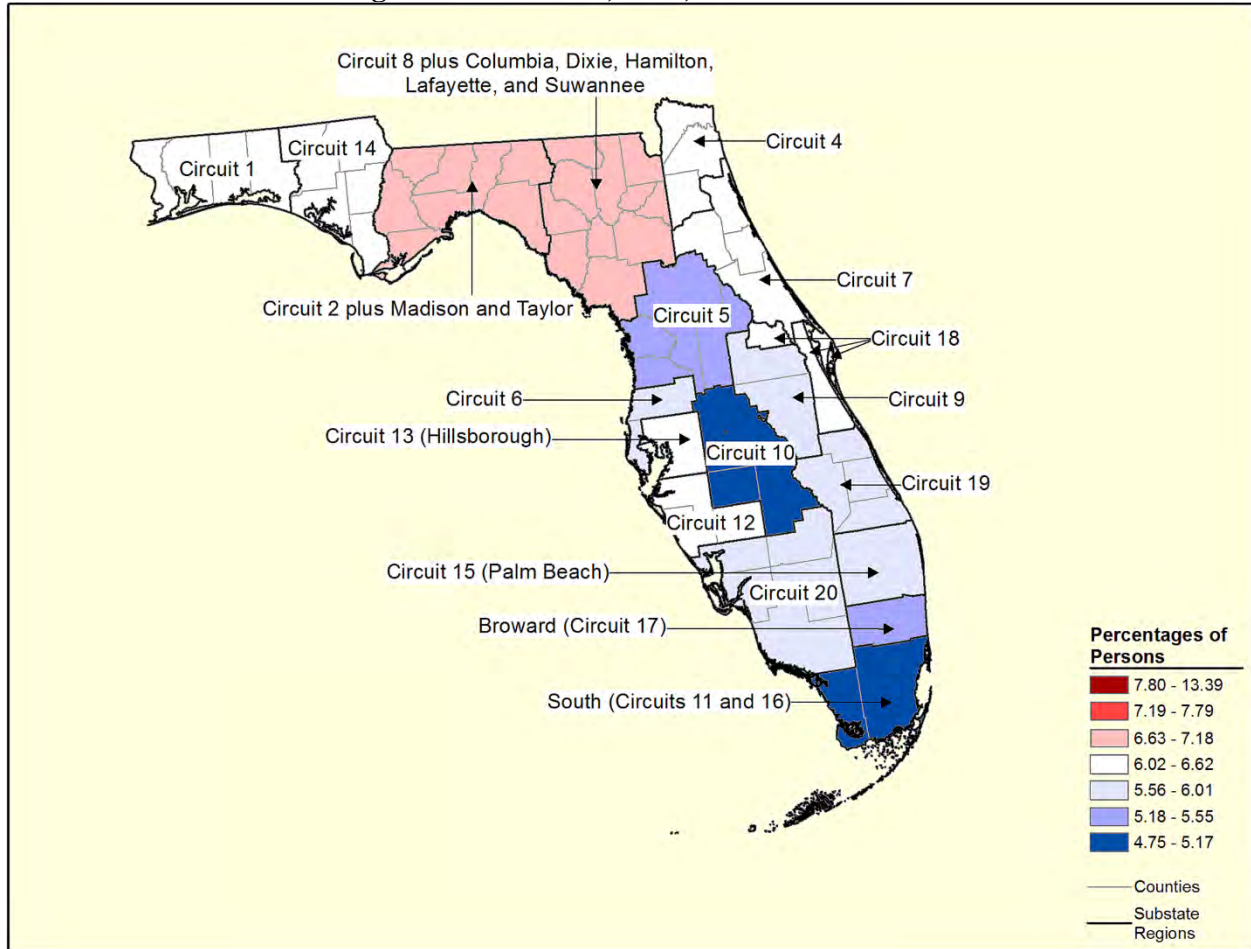 Circuit 8 plus Columbia, Dixie, Hamilton,
Lafayette, and Suwannee
Circuit 4
Circuit 14
Circuit 1
Circuit 7
Circuit 2 plus Madison and Taylor
Circuit 5
Circuit 18
Circuit 6
Circuit 9
Circuit 13 (Hillsborough)
Circuit 10
Circuit 19
Circuit 12
Circuit 15 (Palm Beach)
Circuit 20
Broward (Circuit 17)
South (Circuits 11 and 16)
Percentages of
Persons
7.80 - 13.39
7.19 - 7.79
6.63 - 7.18
6.02 - 6.62
5.56 - 6.01
5.18 - 5.55
4.75 - 5.17
Counties
Substate
Regions